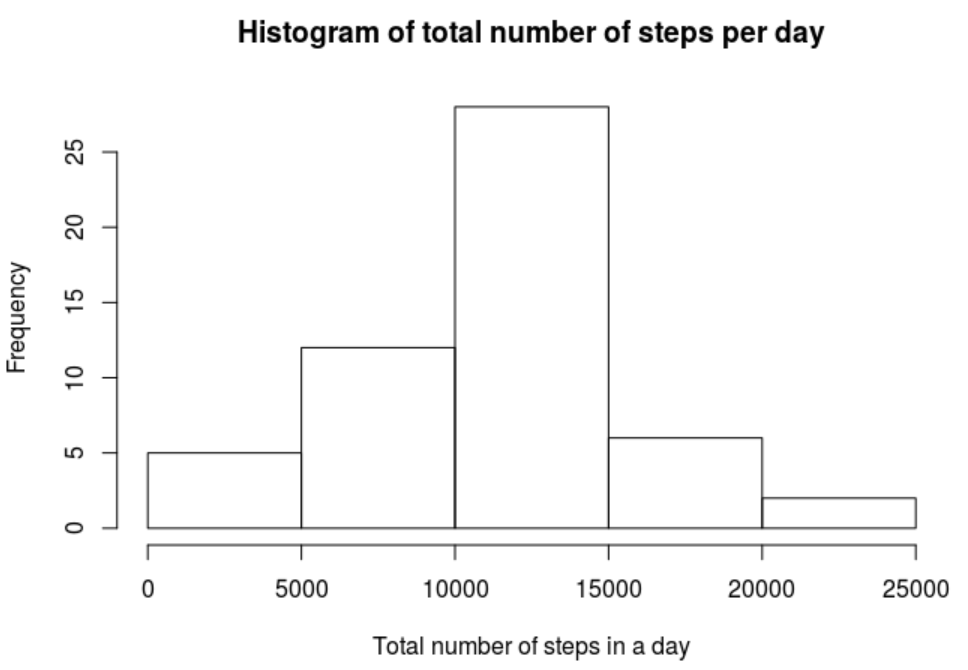 Histogram of total number of steps per day
Frequency
25
20
15
10
5
0
0 5000 10000 15000 20000 25000
Total number of steps in a day